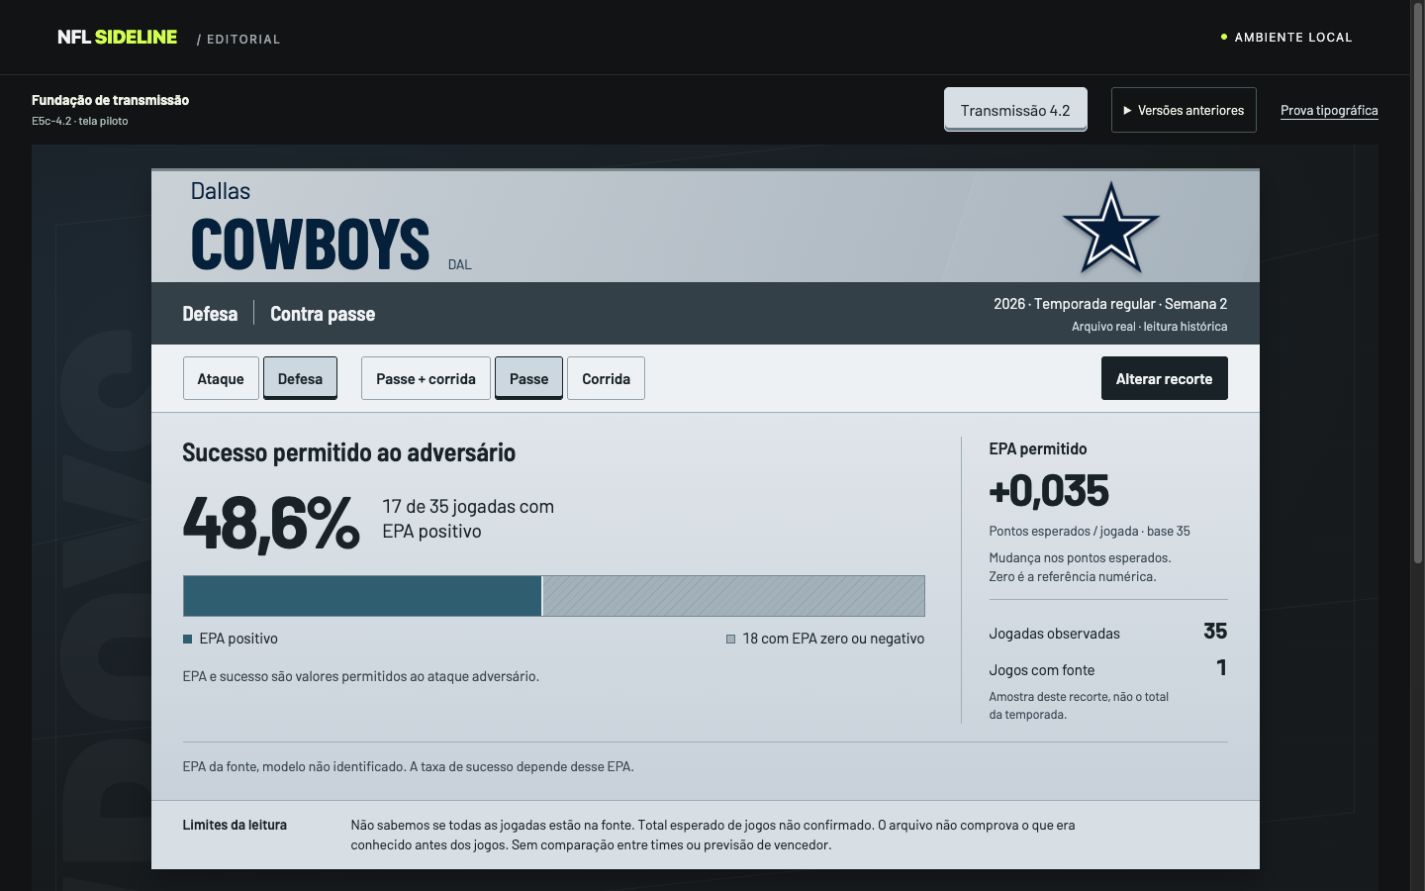 NFL SIDELINE / EDITORIAL
AMBIENTE LOCAL
Fundação de transmissão
E5c-4.2 · tela piloto
Transmissão 4.2
Versões anteriores
Prova tipográfica
Dallas
COWBOYS DAL
Defesa
Contra passe
2026 · Temporada regular · Semana 2
Arquivo real · leitura histórica
Ataque
Defesa
Passe + corrida
Passe
Corrida
Alterar recorte
Sucesso permitido ao adversário
48,6%
17 de 35 jogadas com
EPA positivo
EPA positivo
18 com EPA zero ou negativo
EPA e sucesso são valores permitidos ao ataque adversário.
EPA permitido
+0,035
Pontos esperados / jogada · base 35
Mudança nos pontos esperados.
Zero é a referência numérica.
Jogadas observadas 35
Jogos com fonte 1
Amostra deste recorte, não o total
da temporada.
EPA da fonte, modelo não identificado. A taxa de sucesso depende desse EPA.
Limites da leitura
Não sabemos se todas as jogadas estão na fonte. Total esperado de jogos não confirmado. O arquivo não comprova o que era
conhecido antes dos jogos. Sem comparação entre times ou previsão de vencedor.